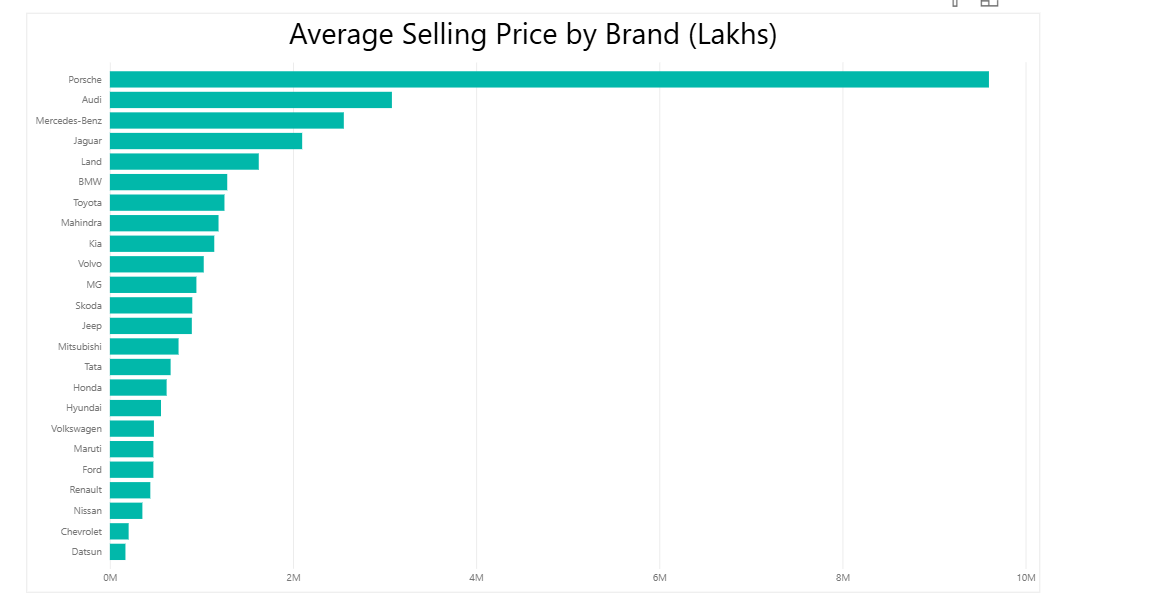 Average Selling Price by Brand (Lakhs)
Porsche
Audi
Mercedes-Benz
Jaguar
Land
BMW
Toyota
Mahindra
Kia
Volvo
MG
Skoda
Jeep
Mitsubishi
Tata
Honda
Hyundai
Volkswagen
Maruti
Ford
Renault
Nissan
Chevrolet
Datsun
0M 2M 4M 6M 8M 10M